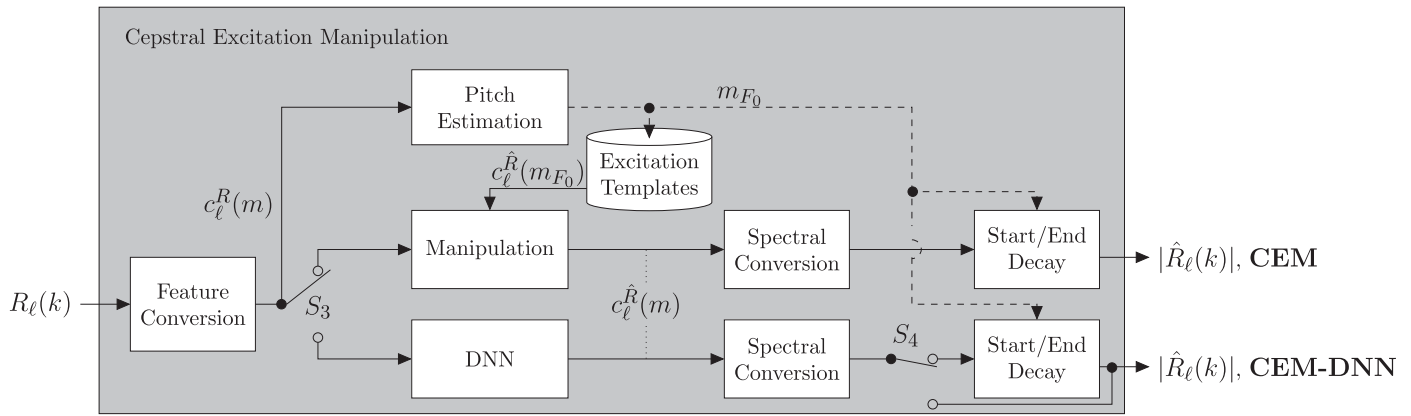 Cepstral Excitation Manipulation
Pitch
Estimation
m_{F_0}
Excitation
Templates
c_ℓ^{\hat{R}}(m_{F_0})
c_ℓ^R(m)
Manipulation
Spectral
Conversion
Start/End
Decay
|\hat{R}_ℓ(k)|, CEM
R_ℓ(k)
Feature
Conversion
S_3
c_ℓ^{\hat{R}}(m)
DNN
Spectral
Conversion
S_4
Start/End
Decay
|\hat{R}_ℓ(k)|, CEM-DNN